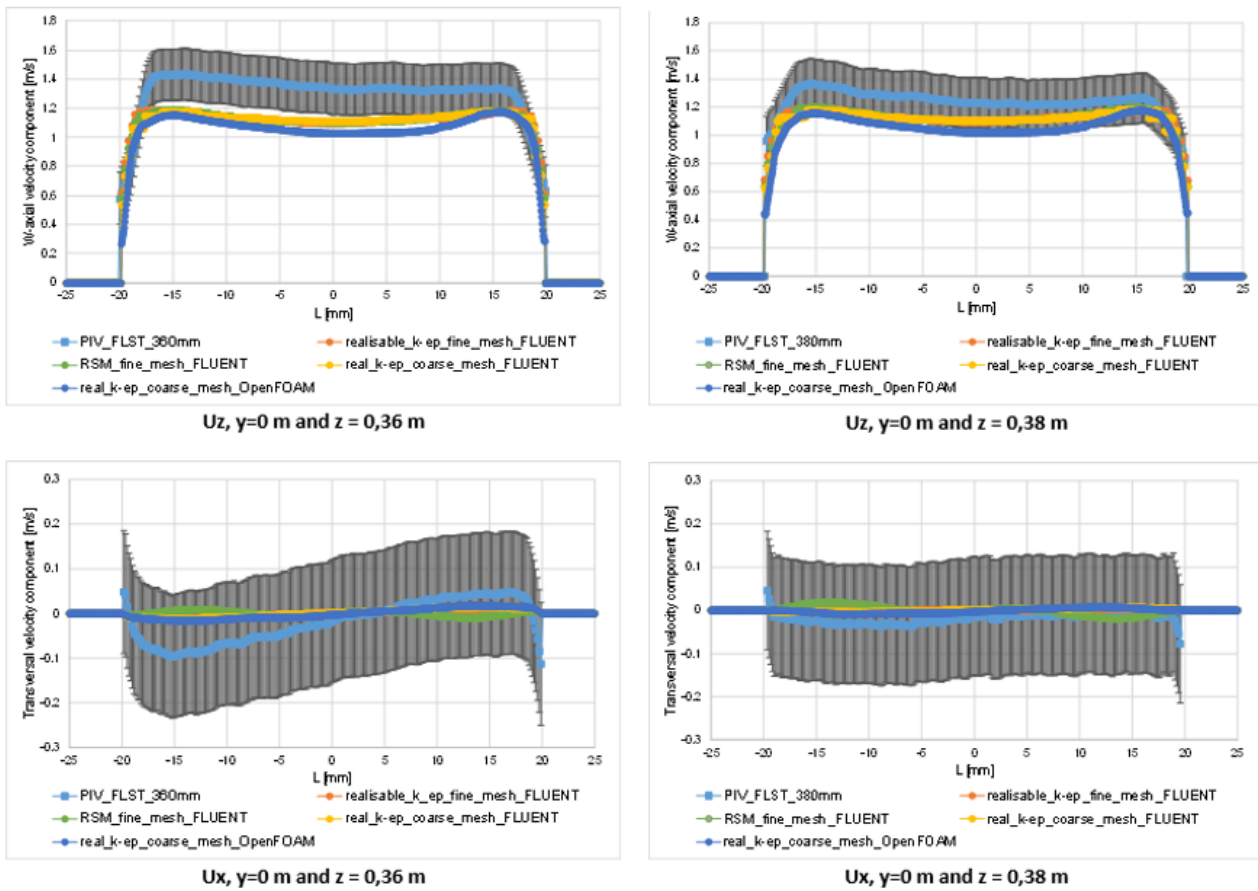 W-axial velocity component [m/s]
1.8
1.6
1.4
1.2
1
0.8
0.6
0.4
0.2
0
-25 -20 -15 -10 -5 0 5 10 15 20 25
L [mm]
PIV_FLST_360mm realisable_k-ep_fine_mesh_FLUENT
RSM_fine_mesh_FLUENT real_k-ep_coarse_mesh_FLUENT
real_k-ep_coarse_mesh_OpenFOAM
Uz, y=0 m and z = 0,36 m
W-axial velocity component [m/s]
1.8
1.6
1.4
1.2
1
0.8
0.6
0.4
0.2
0
-25 -20 -15 -10 -5 0 5 10 15 20 25
L [mm]
PIV_FLST_380mm realisable_k-ep_fine_mesh_FLUENT
RSM_fine_mesh_FLUENT real_k-ep_coarse_mesh_FLUENT
real_k-ep_coarse_mesh_OpenFOAM
Uz, y=0 m and z = 0,38 m
Transversal velocity component [m/s]
0.3
0.2
0.1
0
-0.1
-0.2
-0.3
-25 -20 -15 -10 -5 0 5 10 15 20 25
L [mm]
PIV_FLST_360mm realisable_k_ep_fine_mesh_FLUENT
RSM_fine_mesh_FLUENT real_k-ep_coarse_mesh_FLUENT
real_k-ep_coarse_mesh_OpenFOAM
Ux, y=0 m and z = 0,36 m
Transversal velocity component [m/s]
0.3
0.2
0.1
0
-0.1
-0.2
-0.3
-25 -20 -15 -10 -5 0 5 10 15 20 25
L [mm]
PIV_FLST_380mm realisable_k-ep_fine_mesh_FLUENT
RSM_fine_mesh_FLUENT real_k-ep_coarse_mesh_FLUENT
real_k-ep_coarse_mesh_OpenFOAM
Ux, y=0 m and z = 0,38 m